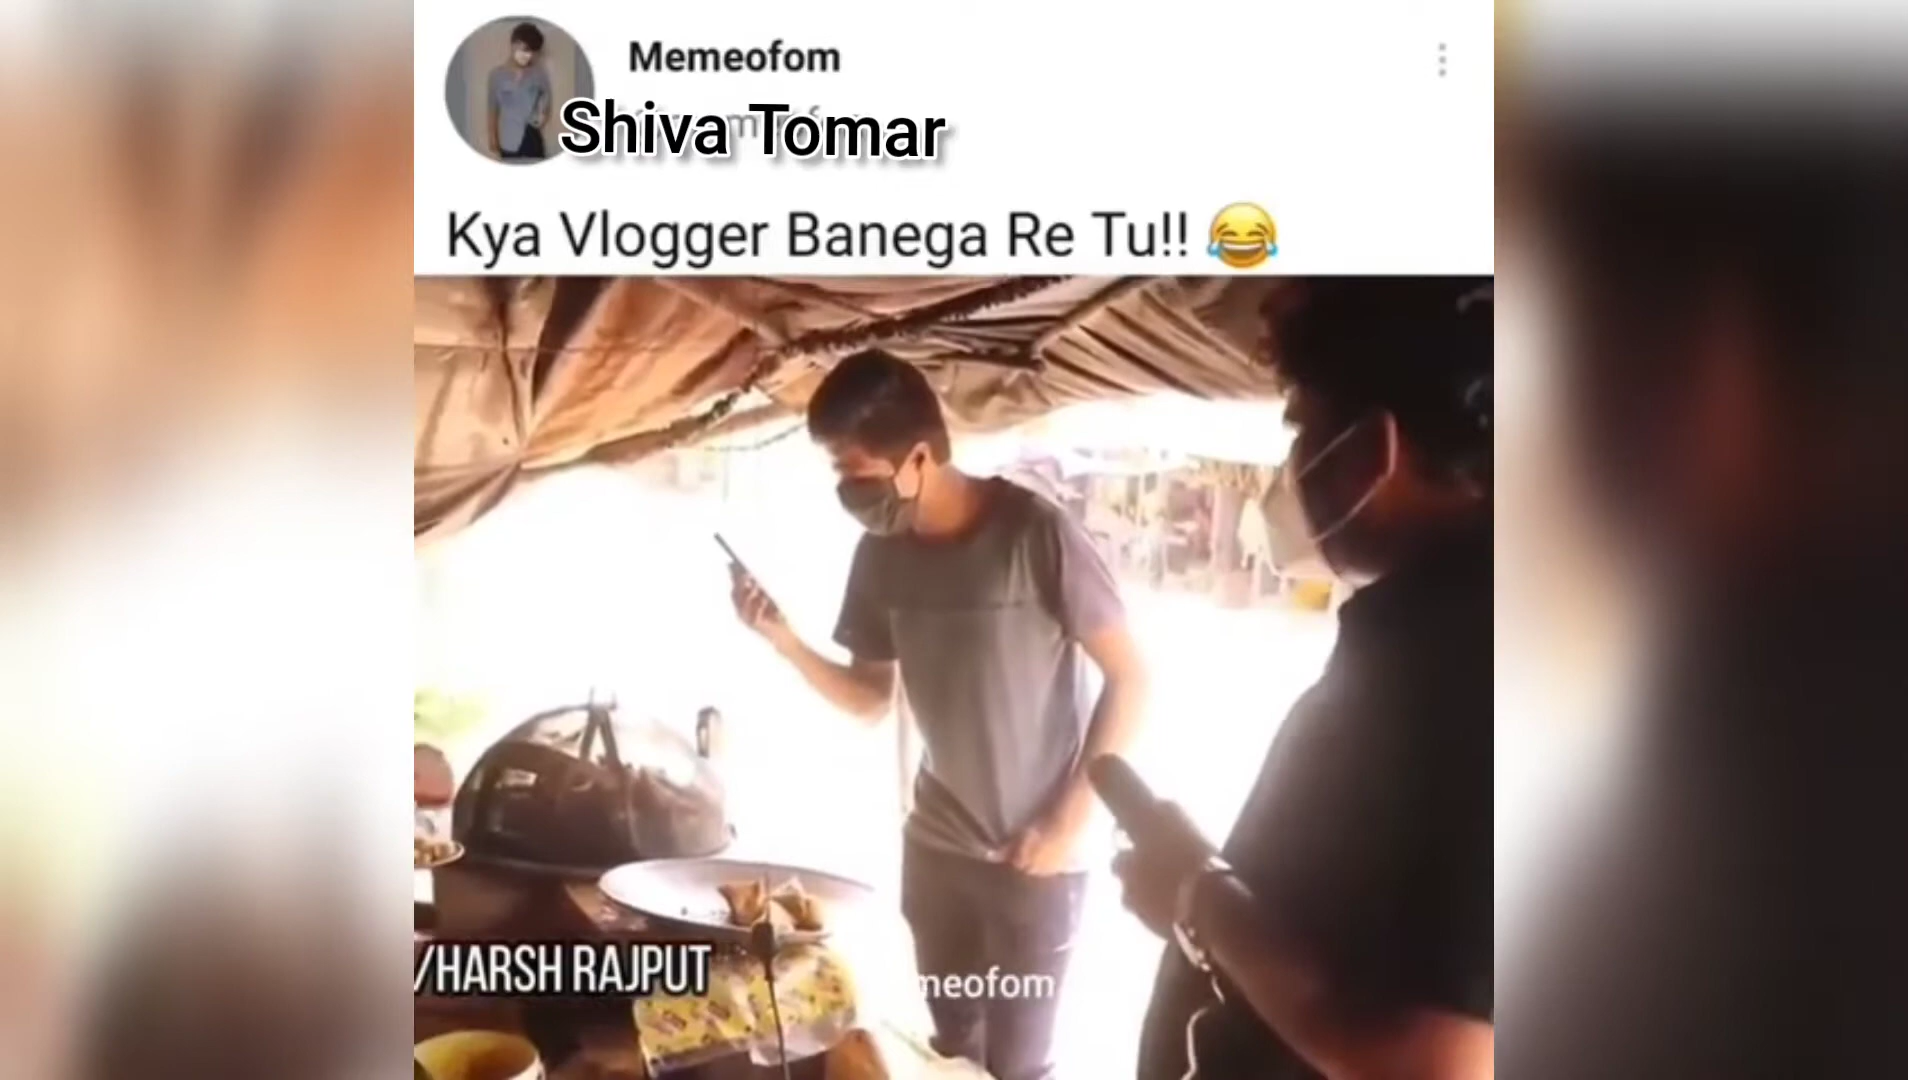 Memeofom
Shiva Tomar
Kya Vlogger Banega Re Tu!! 😂
/HARSH RAJPUT
meofom